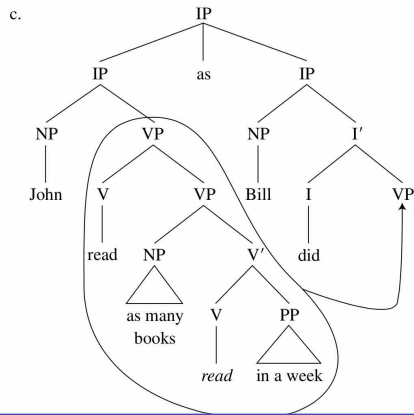 c. IP
IP as IP
NP VP NP I′
John V VP Bill I VP
read NP V′ did
as many V PP
books
read in a week